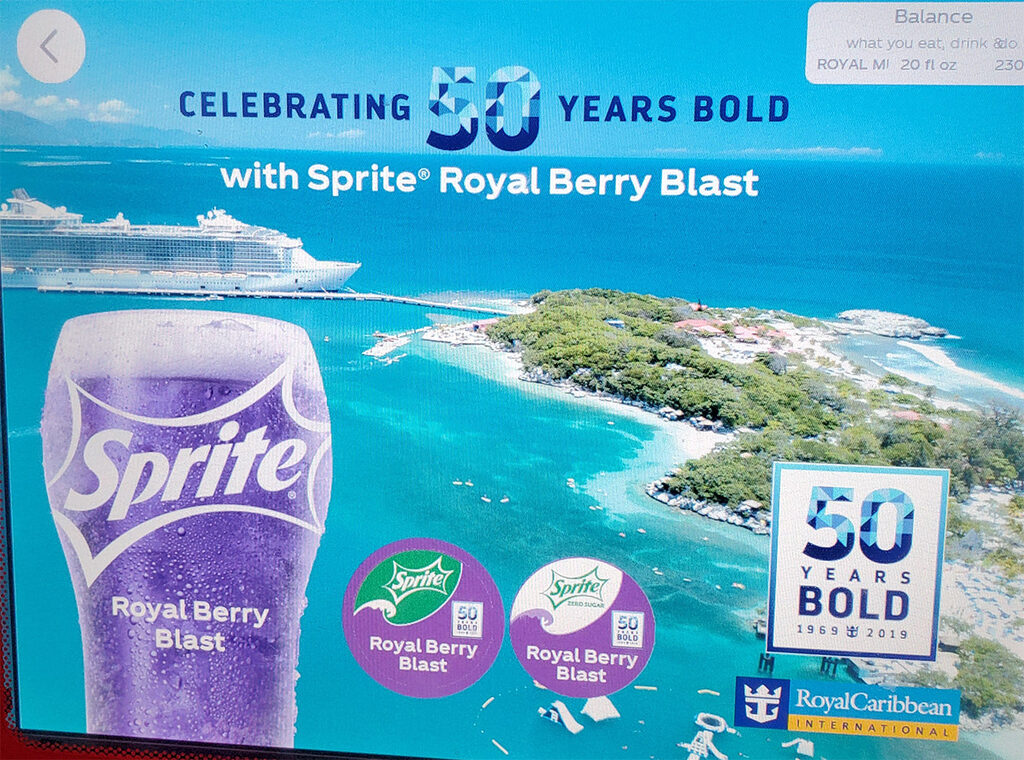 Balance
what you eat, drink & do
ROYAL MI 20 fl oz 230
CELEBRATING 50 YEARS BOLD
with Sprite® Royal Berry Blast
Sprite®
Royal Berry
Blast
Sprite
50
YEARS
BOLD
Royal Berry
Blast
Sprite
ZERO SUGAR
50
YEARS
BOLD
Royal Berry
Blast
50
YEARS
BOLD
1969 2019
RoyalCaribbean
INTERNATIONAL